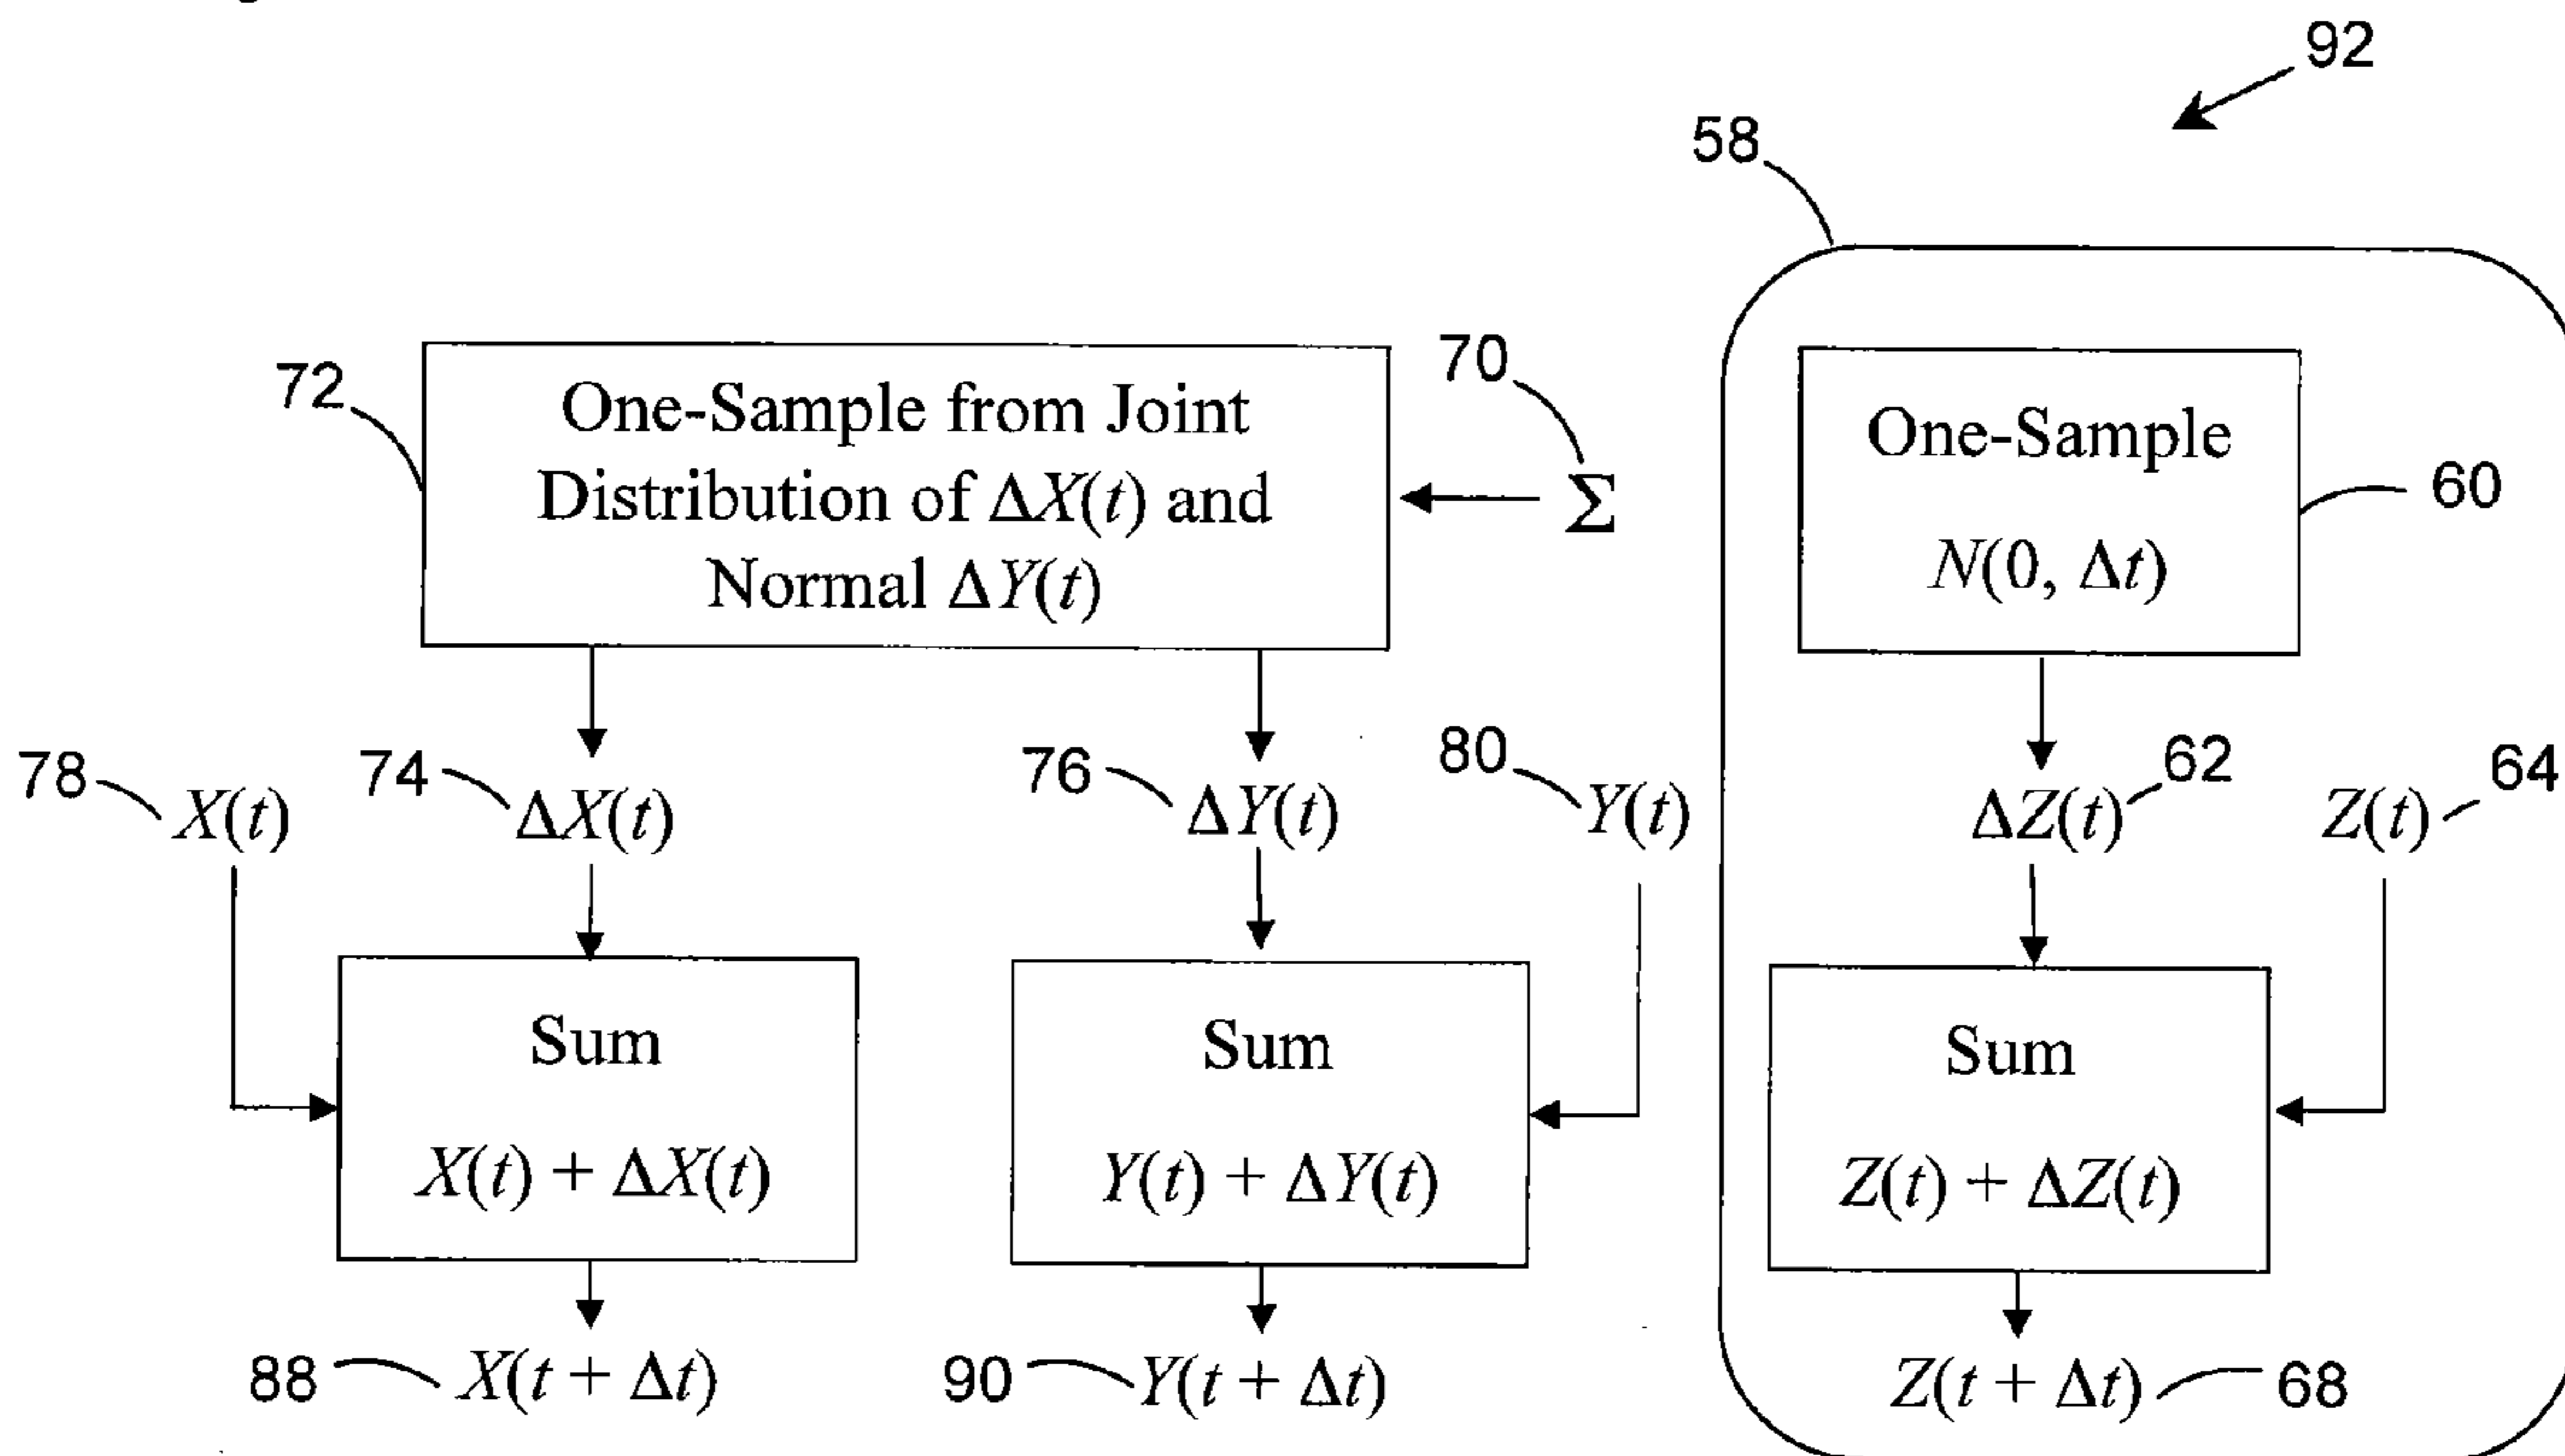 92
58
72
One-Sample from Joint
Distribution of ΔX(t) and
Normal ΔY(t)
70
Σ
One-Sample
N(0, Δt)
60
78
X(t)
74
ΔX(t)
76
ΔY(t)
80
Y(t)
ΔZ(t)
62
Z(t)
64
Sum
X(t) + ΔX(t)
Sum
Y(t) + ΔY(t)
Sum
Z(t) + ΔZ(t)
88
X(t + Δt)
90
Y(t + Δt)
Z(t + Δt)
68